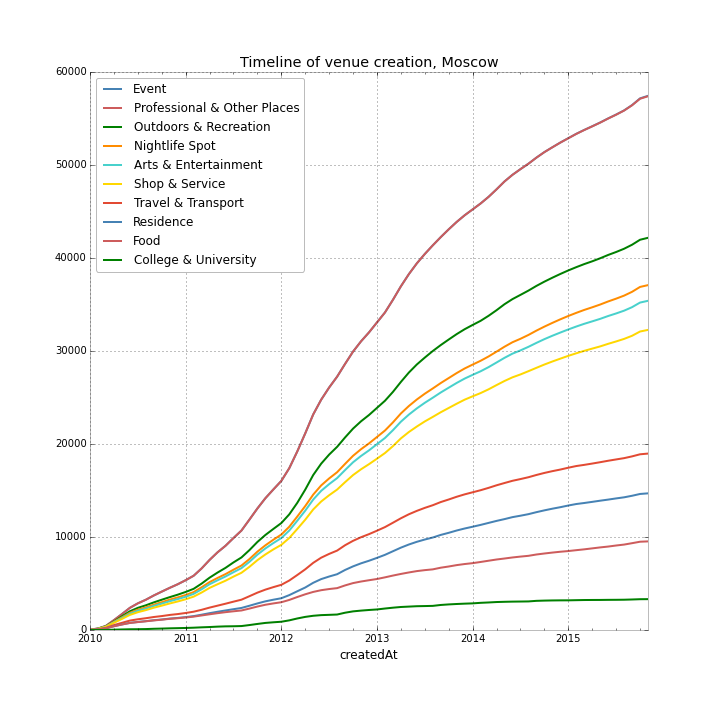 Timeline of venue creation, Moscow
60000
50000
40000
30000
20000
10000
0
Event
Professional & Other Places
Outdoors & Recreation
Nightlife Spot
Arts & Entertainment
Shop & Service
Travel & Transport
Residence
Food
College & University
2010 2011 2012 2013 2014 2015
createdAt